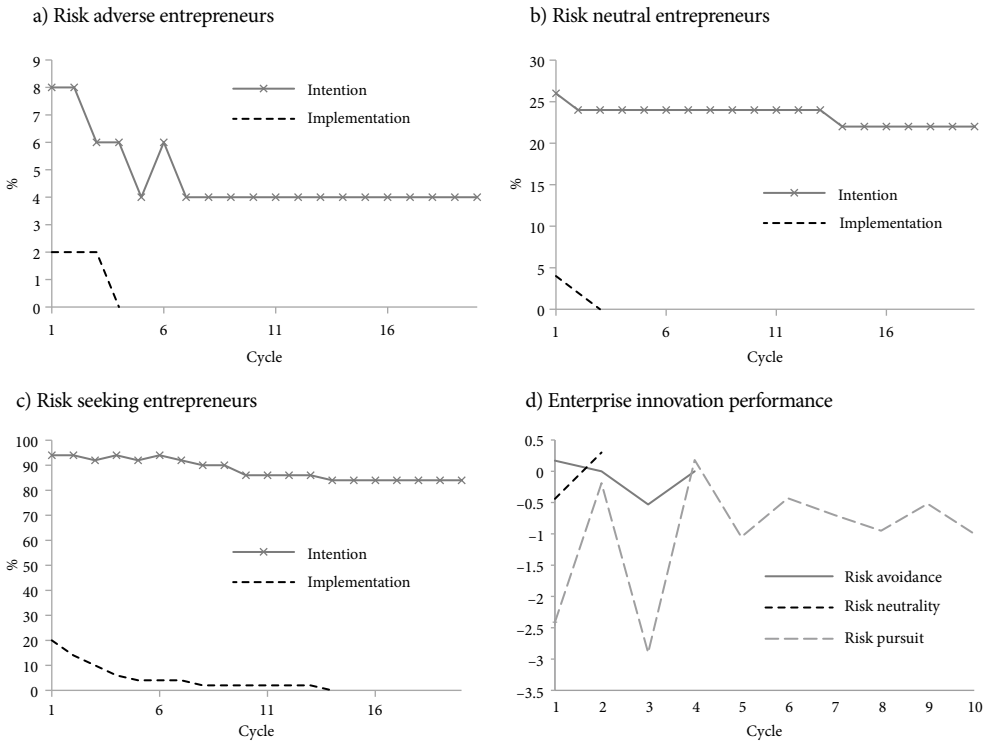 a) Risk adverse entrepreneurs
9
8
7
6
5
4
3
2
1
0
%
Intention
Implementation
1 6 11 16
Cycle
b) Risk neutral entrepreneurs
30
25
20
15
10
5
0
%
Intention
Implementation
1 6 11 16
Cycle
c) Risk seeking entrepreneurs
100
90
80
70
60
50
40
30
20
10
0
%
Intention
Implementation
1 6 11 16
Cycle
d) Enterprise innovation performance
0.5
0
−0.5
−1
−1.5
−2
−2.5
−3
−3.5
Risk avoidance
Risk neutrality
Risk pursuit
1 2 3 4 5 6 7 8 9 10
Cycle